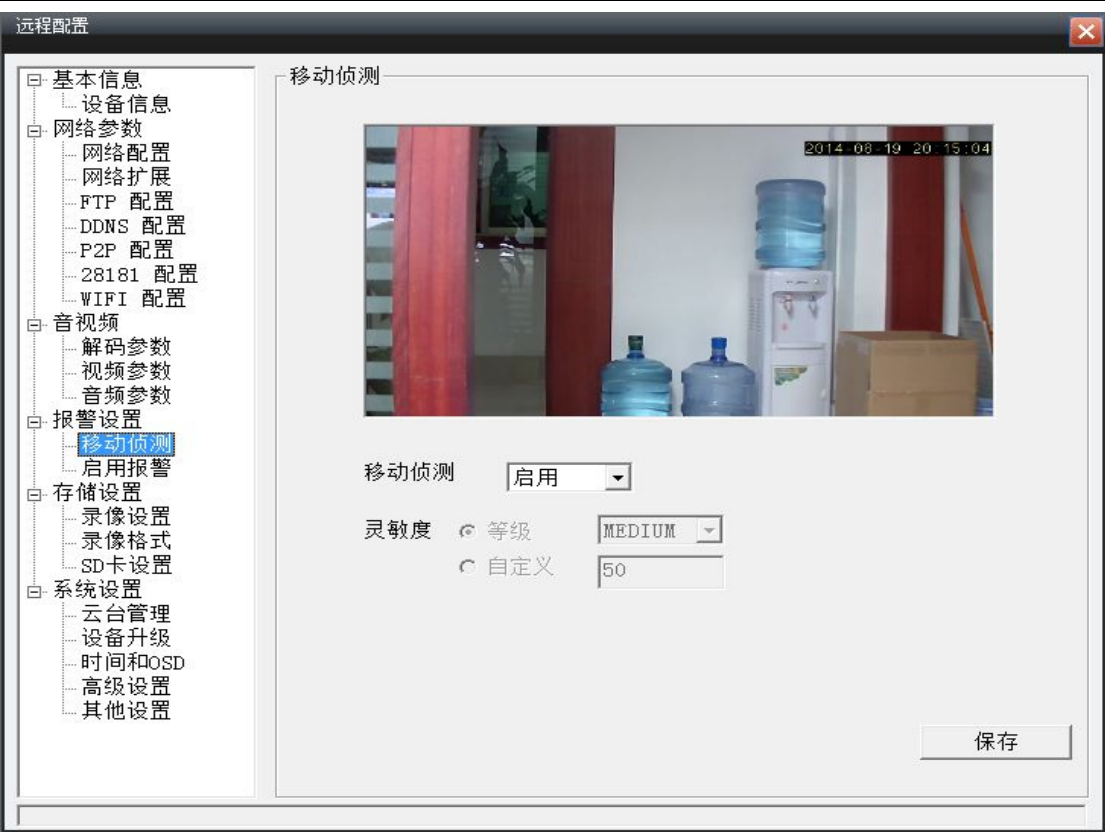 远程配置
基本信息
设备信息
网络参数
网络配置
网络扩展
FTP 配置
DDNS 配置
P2P 配置
28181 配置
WIFI 配置
音视频
解码参数
视频参数
音频参数
报警设置
移动侦测
启用报警
存储设置
录像设置
录像格式
SD卡设置
系统设置
云台管理
设备升级
时间和OSD
高级设置
其他设置
移动侦测
2014-08-19 20:15:04
移动侦测 启用
灵敏度 等级 MEDIUM
自定义 50
保存